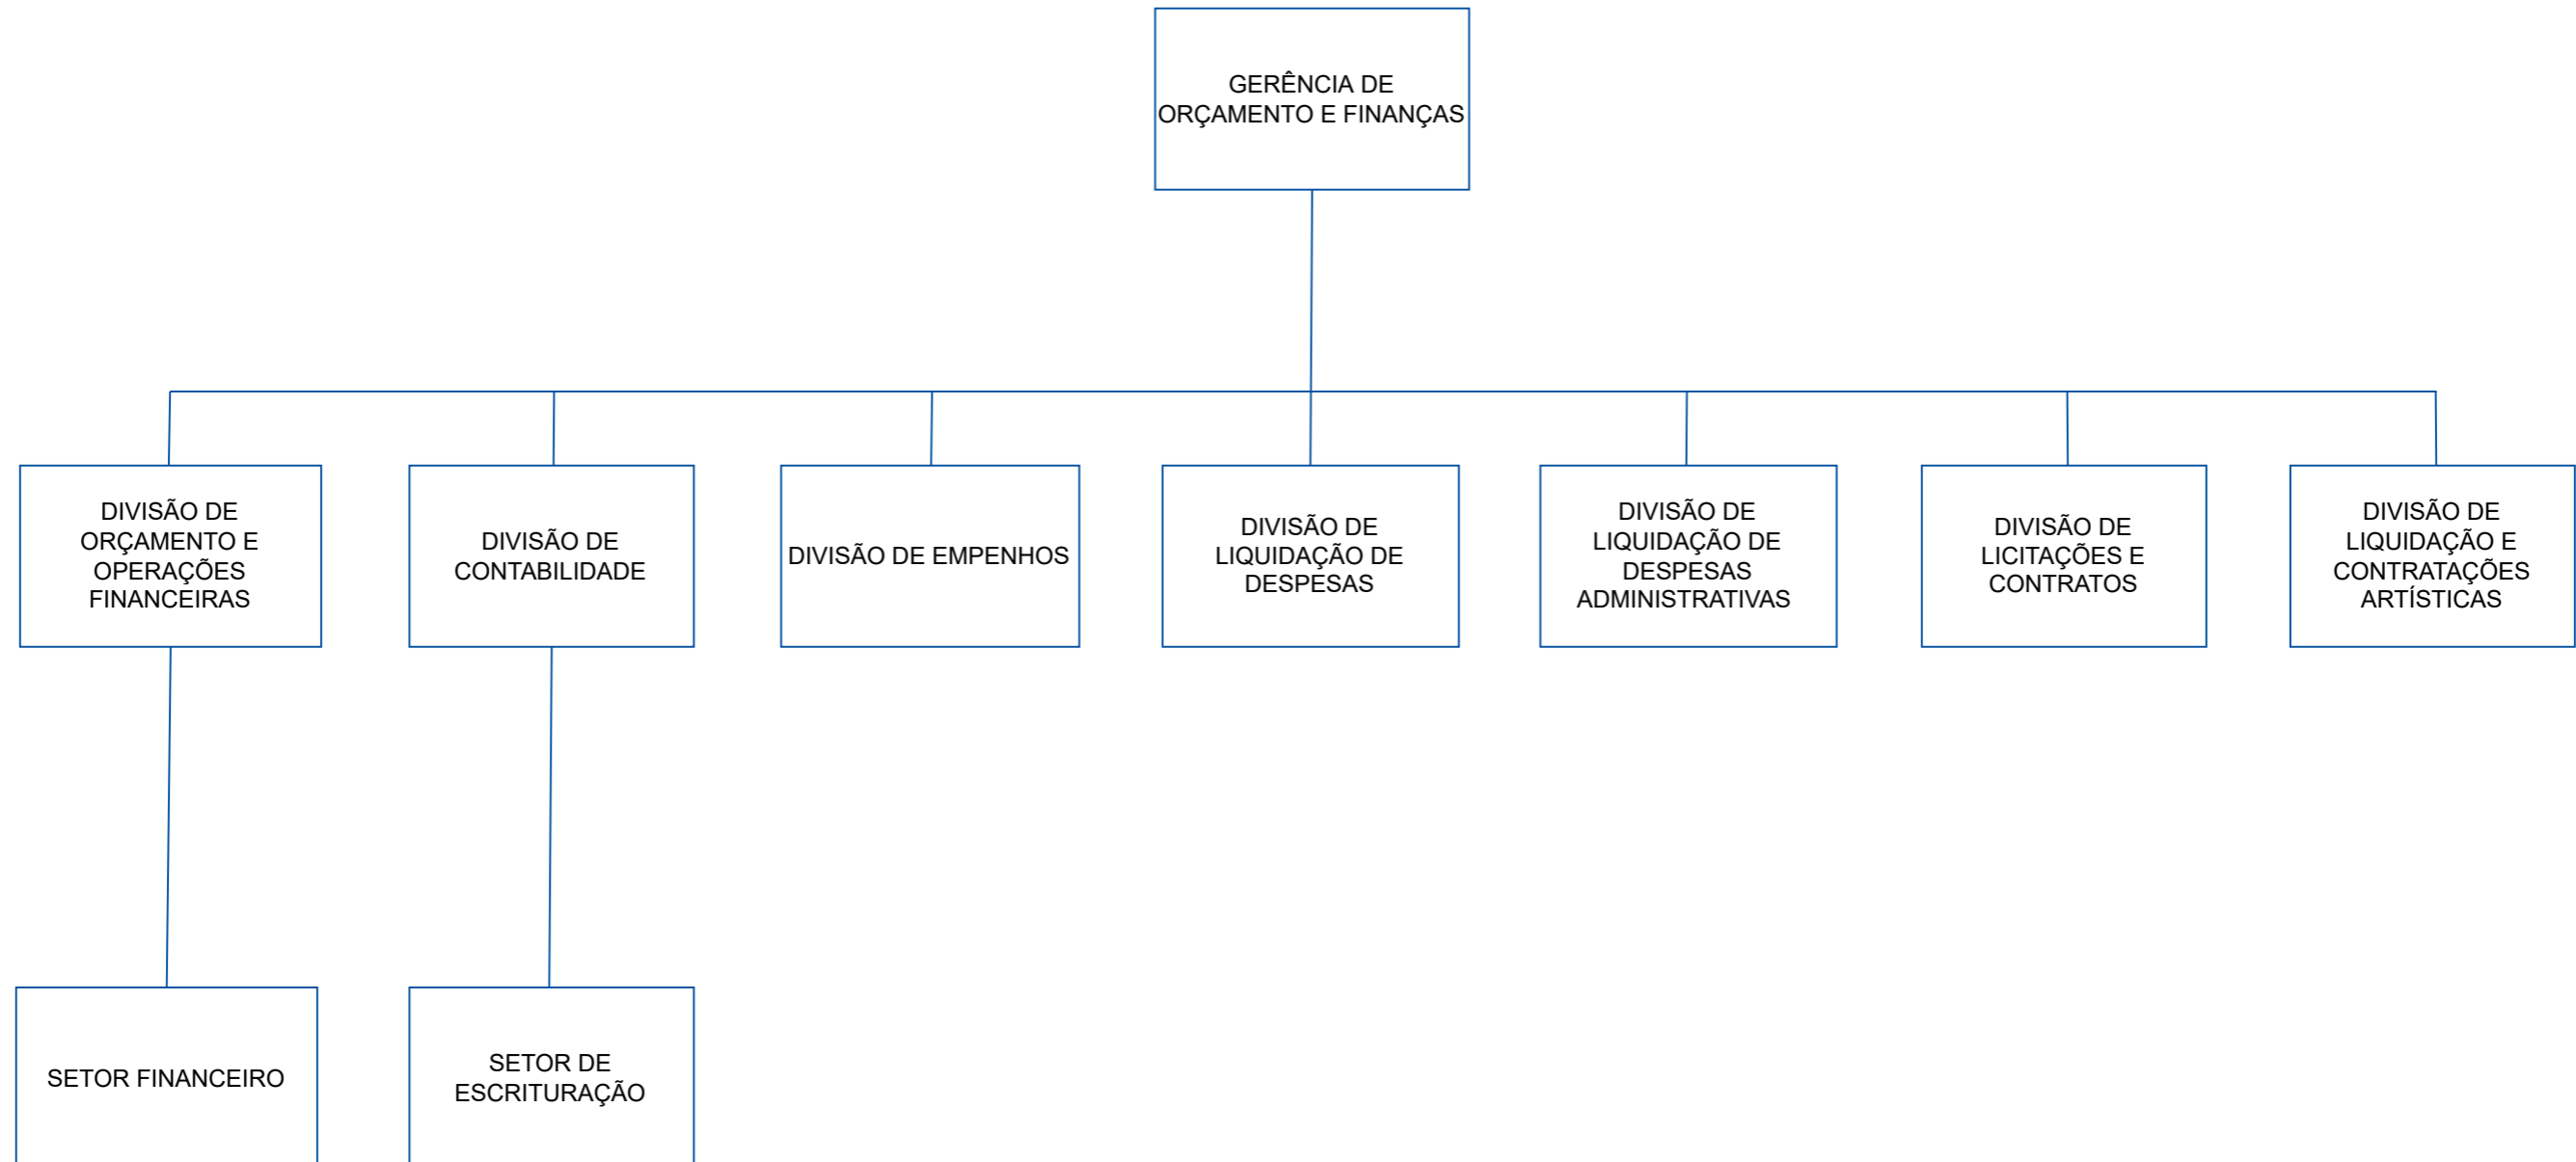 GERÊNCIA DE
ORÇAMENTO E FINANÇAS
DIVISÃO DE
ORÇAMENTO E
OPERAÇÕES
FINANCEIRAS
DIVISÃO DE
CONTABILIDADE
DIVISÃO DE EMPENHOS
DIVISÃO DE
LIQUIDAÇÃO DE
DESPESAS
DIVISÃO DE
LIQUIDAÇÃO DE
DESPESAS
ADMINISTRATIVAS
DIVISÃO DE
LICITAÇÕES E
CONTRATOS
DIVISÃO DE
LIQUIDAÇÃO E
CONTRATAÇÕES
ARTÍSTICAS
SETOR FINANCEIRO
SETOR DE
ESCRITURAÇÃO